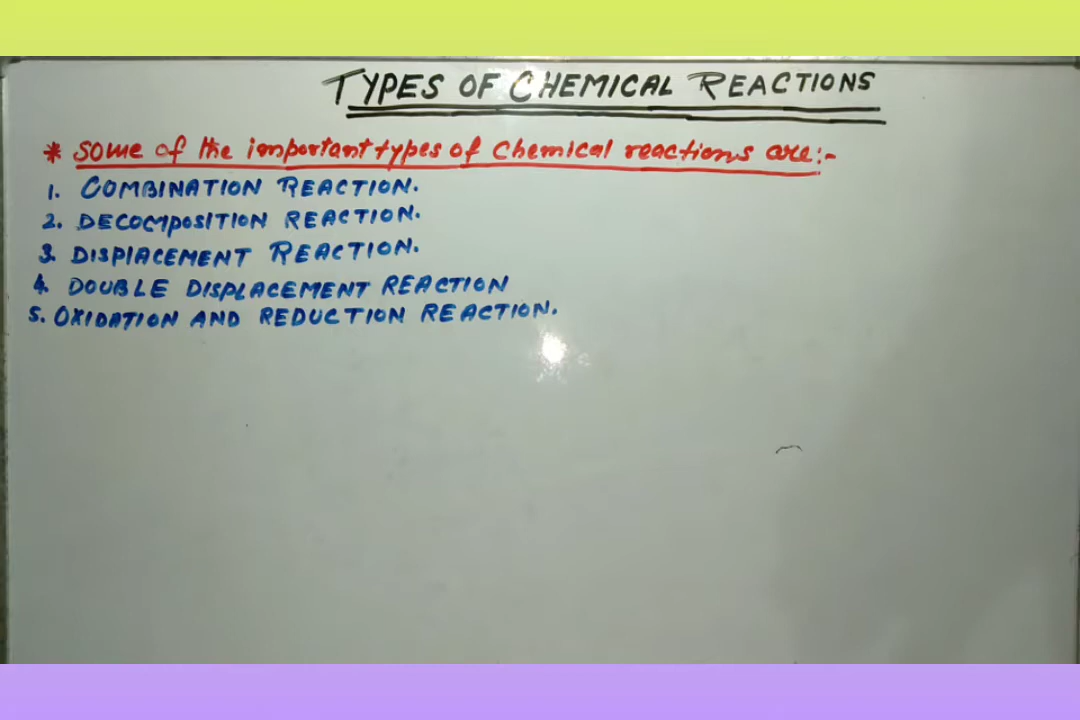 TYPES OF CHEMICAL REACTIONS
* Some of the important types of Chemical reactions are:-
1. COMBINATION REACTION.
2. DECOMPOSITION REACTION.
3. DISPLACEMENT REACTION.
4. DOUBLE DISPLACEMENT REACTION
5. OXIDATION AND REDUCTION REACTION.